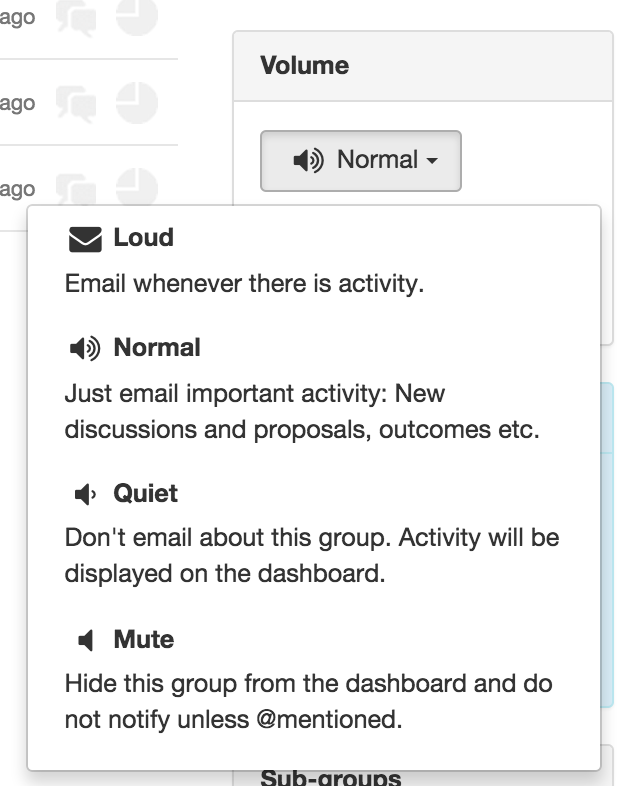 ago
ago
ago
Volume
Normal
Loud
Email whenever there is activity.
Normal
Just email important activity: New
discussions and proposals, outcomes etc.
Quiet
Don't email about this group. Activity will be
displayed on the dashboard.
Mute
Hide this group from the dashboard and do
not notify unless @mentioned.
Sub-groups